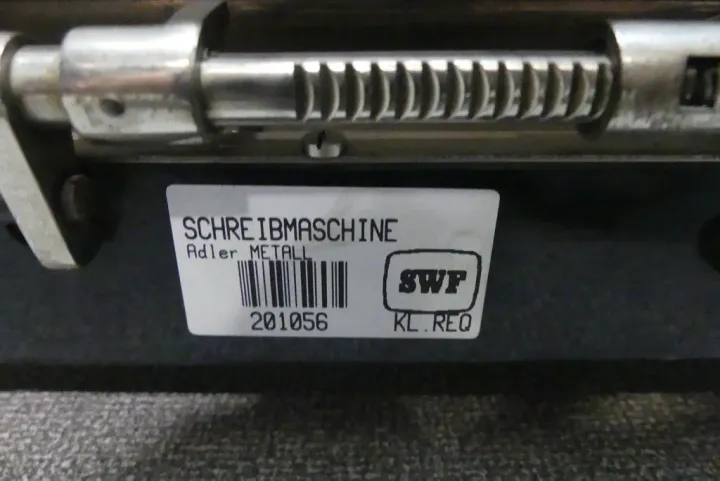 SCHREIBMASCHINE
Adler METALL
SWF
201056
KL.REQ